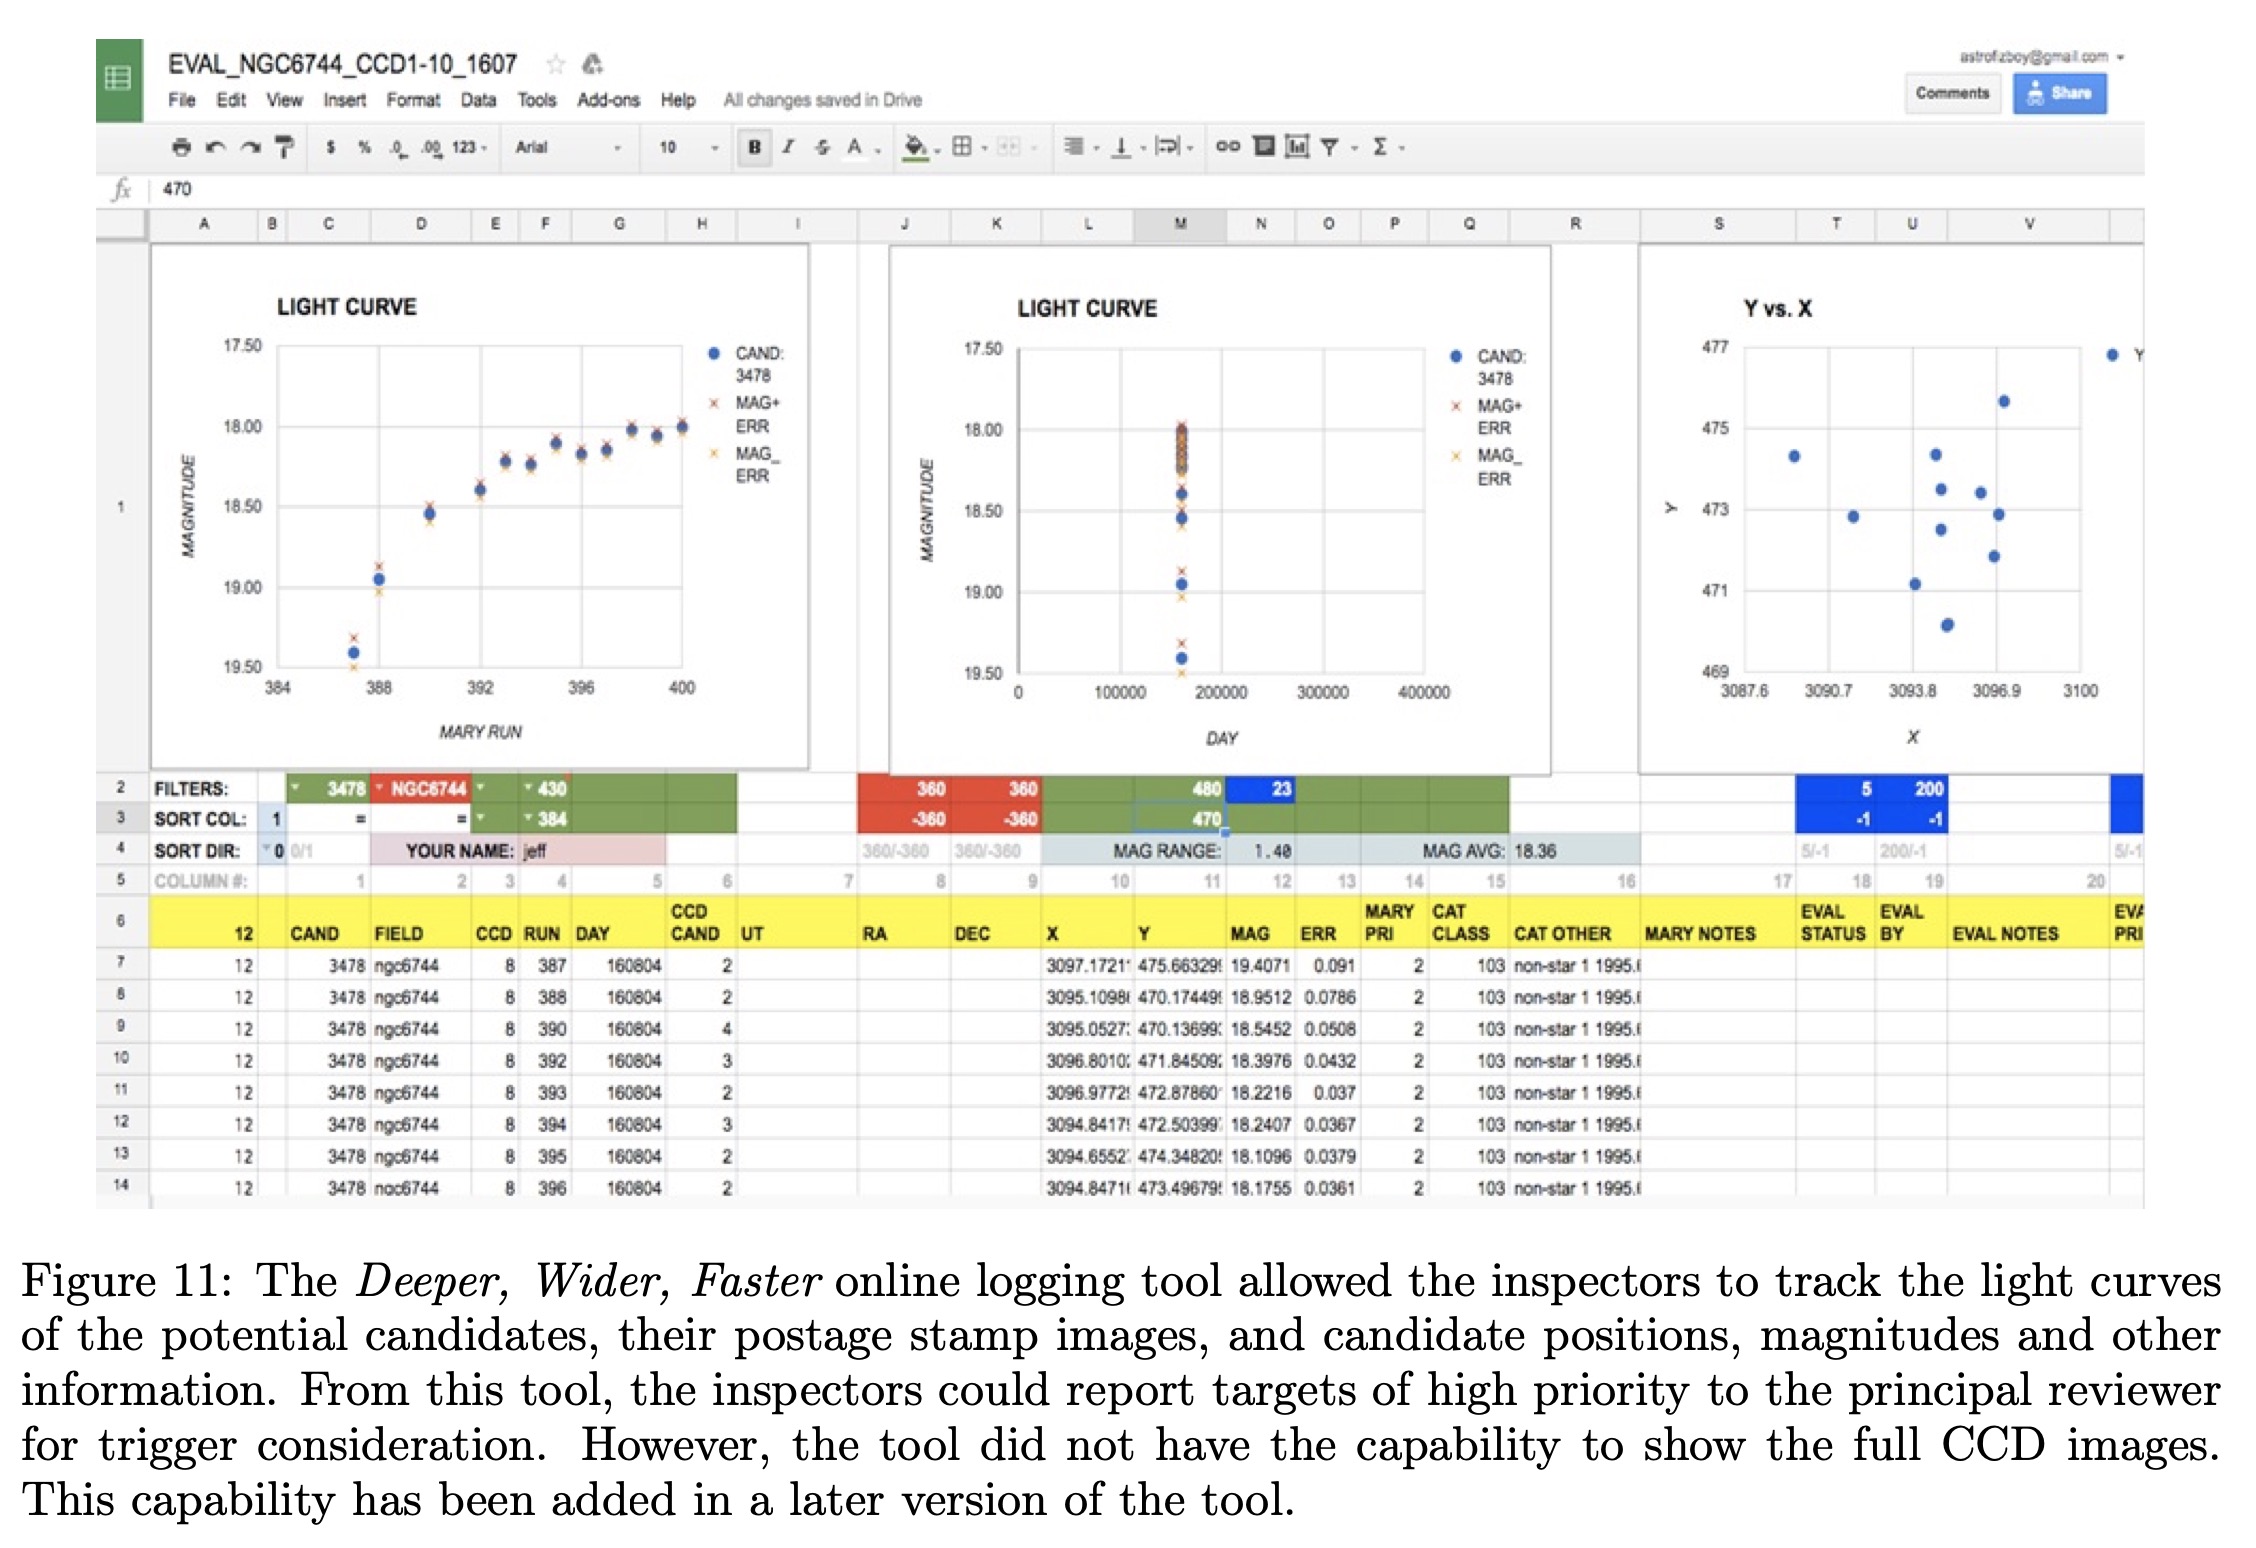 EVAL_NGC6744_CCD1-10_1607
astrofizboy@gmail.com
File Edit View Insert Format Data Tools Add-ons Help All changes saved in Drive
Comments Share
$ % .0 .00 123 Arial 10 B I S A
fx 470
A B C D E F G H I J K L M N O P Q R S T U V
1
LIGHT CURVE
17.50
18.00
18.50
19.00
19.50
384 388 392 396 400
MAGNITUDE
MARY RUN
CAND:
3478
MAG+
ERR
MAG_
ERR
LIGHT CURVE
17.50
18.00
18.50
19.00
19.50
0 100000 200000 300000 400000
MAGNITUDE
DAY
CAND:
3478
MAG+
ERR
MAG_
ERR
Y vs. X
477
475
473
471
469
3087.6 3090.7 3093.8 3096.9 3100
Y
X
Y
2 FILTERS: 3478 NGC6744 430 360 360 480 23 5 200
3 SORT COL: 1 = = 384 -360 -360 470 -1 -1
4 SORT DIR: 0 0/1 YOUR NAME: jeff 360/-360 360/-360 MAG RANGE: 1.40 MAG AVG: 18.36 5/-1 200/-1 5/-1
5 COLUMN #: 1 2 3 4 5 6 7 8 9 10 11 12 13 14 15 16 17 18 19 20
6 12 CAND FIELD CCD RUN DAY CCD CAND UT RA DEC X Y MAG ERR MARY PRI CAT CLASS CAT OTHER MARY NOTES EVAL STATUS EVAL BY EVAL NOTES EVA PRI
7 12 3478 ngc6744 8 387 160804 2 3097.1721 475.66329 19.4071 0.091 2 103 non-star 1 1995.
8 12 3478 ngc6744 8 388 160804 2 3095.1098 470.17449 18.9512 0.0786 2 103 non-star 1 1995.
9 12 3478 ngc6744 8 390 160804 4 3095.0527 470.13699 18.5452 0.0508 2 103 non-star 1 1995.
10 12 3478 ngc6744 8 392 160804 3 3096.8010 471.84509 18.3976 0.0432 2 103 non-star 1 1995.
11 12 3478 ngc6744 8 393 160804 2 3096.9772 472.87860 18.2216 0.037 2 103 non-star 1 1995.
12 12 3478 ngc6744 8 394 160804 3 3094.8417 472.50399 18.2407 0.0367 2 103 non-star 1 1995.
13 12 3478 ngc6744 8 395 160804 2 3094.6552 474.34820 18.1096 0.0379 2 103 non-star 1 1995.
14 12 3478 ngc6744 8 396 160804 2 3094.8471 473.49679 18.1755 0.0361 2 103 non-star 1 1995.
Figure 11: The Deeper, Wider, Faster online logging tool allowed the inspectors to track the light curves
of the potential candidates, their postage stamp images, and candidate positions, magnitudes and other
information. From this tool, the inspectors could report targets of high priority to the principal reviewer
for trigger consideration. However, the tool did not have the capability to show the full CCD images.
This capability has been added in a later version of the tool.